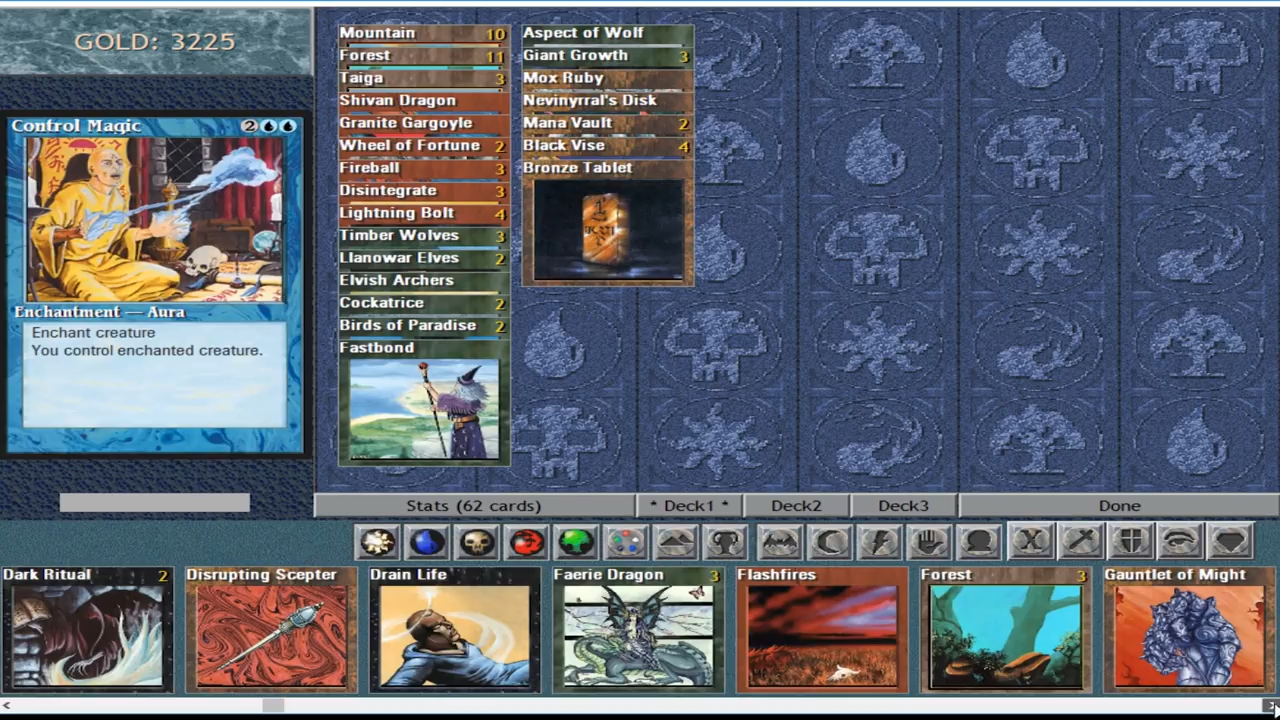 GOLD: 3225
Control Magic 2
Enchantment — Aura
Enchant creature
You control enchanted creature.
Mountain 10
Forest 11
Taiga 3
Shivan Dragon
Granite Gargoyle
Wheel of Fortune 2
Fireball 3
Disintegrate 3
Lightning Bolt 4
Timber Wolves 3
Llanowar Elves 2
Elvish Archers
Cockatrice 2
Birds of Paradise 2
Fastbond
Aspect of Wolf
Giant Growth 3
Mox Ruby
Nevinyrral's Disk
Mana Vault 2
Black Vise 4
Bronze Tablet
Stats (62 cards)
* Deck1 *
Deck2
Deck3
Done
X
Dark Ritual 2
Disrupting Scepter
Drain Life
Faerie Dragon 3
Flashfires
Forest 3
Gauntlet of Might